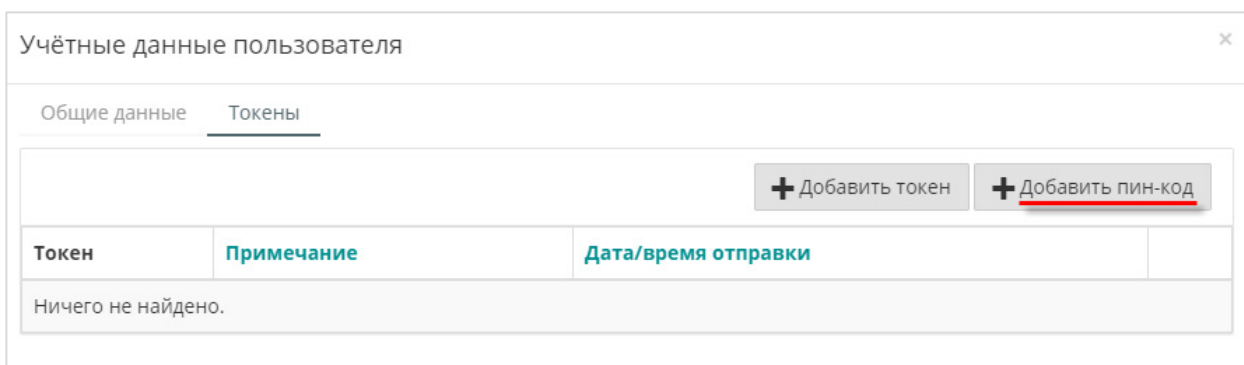 Учётные данные пользователя ×
Общие данные Токены
Добавить токен Добавить пин-код
Токен Примечание Дата/время отправки
Ничего не найдено.